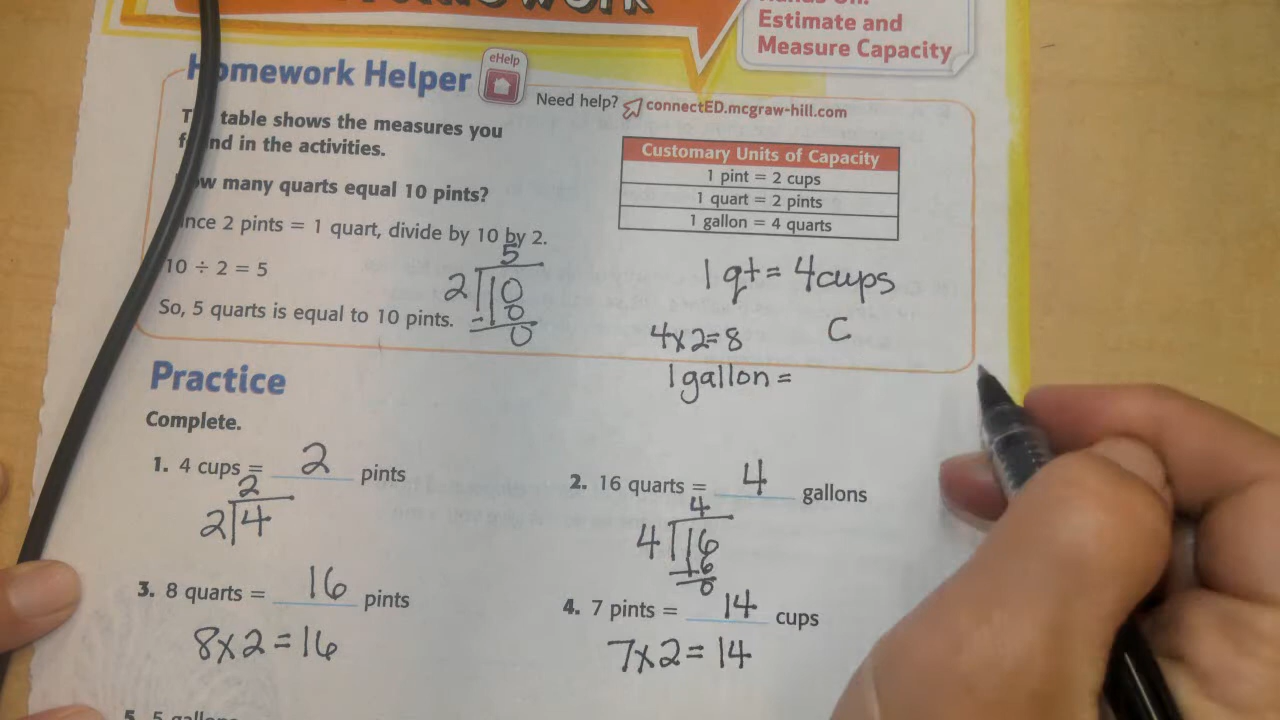 Estimate and
Measure Capacity
Homework Helper
eHelp
Need help? connectED.mcgraw-hill.com
table shows the measures you
in the activities.
many quarts equal 10 pints?
2 pints = 1 quart, divide by 10 by 2.
10 ÷ 2 = 5
So, 5 quarts is equal to 10 pints.
5
2 10
- 10
0
Customary Units of Capacity
1 pint = 2 cups
1 quart = 2 pints
1 gallon = 4 quarts
1 qt = 4 cups
4x2=8
C
1 gallon =
Practice
Complete.
1. 4 cups = 2 pints
2
2 4
2. 16 quarts = 4 gallons
4
4 16
16
0
3. 8 quarts = 16 pints
8x2=16
4. 7 pints = 14 cups
7x2=14